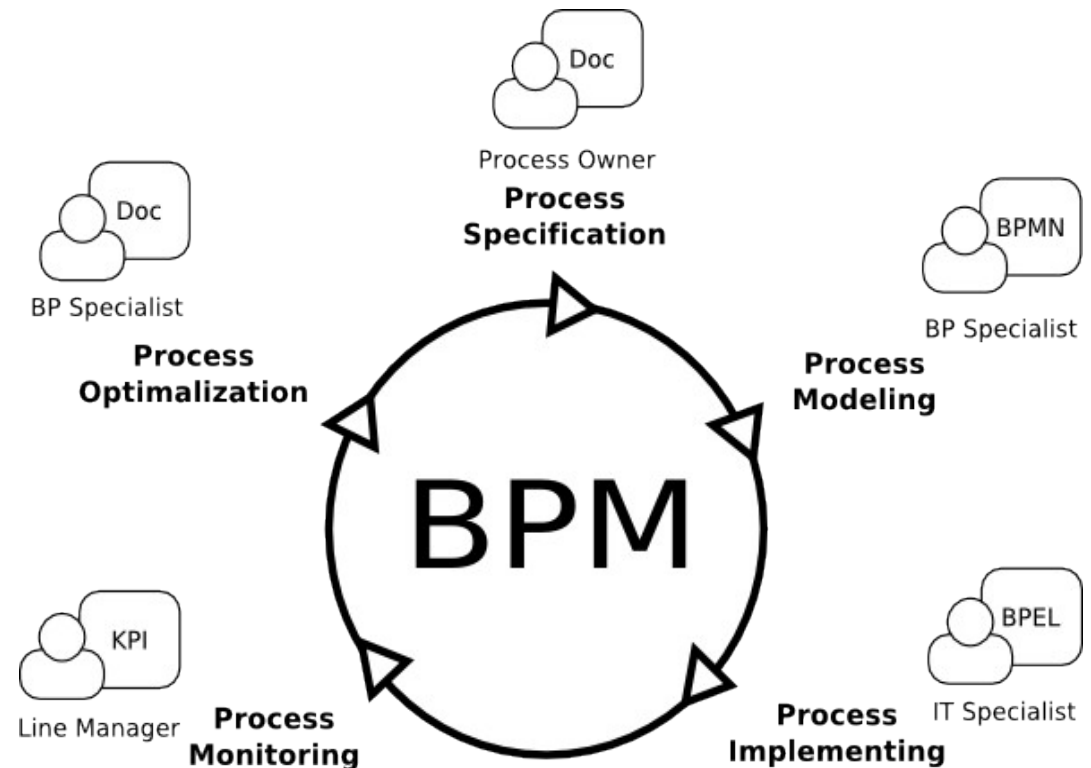 Doc
Process Owner
Process
Specification
BPMN
BP Specialist
Process
Modeling
BPEL
IT Specialist
Process
Implementing
KPI
Line Manager
Process
Monitoring
Doc
BP Specialist
Process
Optimalization
BPM